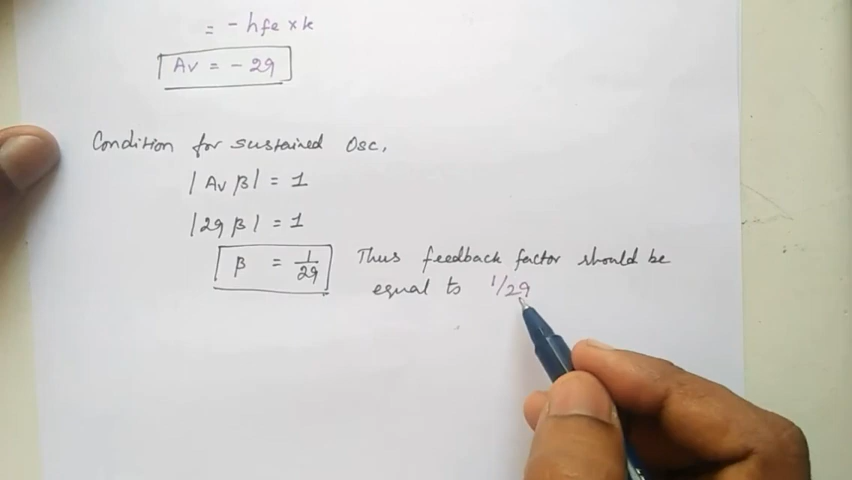 = - hfe × k
Av = - 29
Condition for sustained Osc,
| Av β | = 1
| 29 β | = 1
β = 1/29 Thus feedback factor should be
equal to 1/29